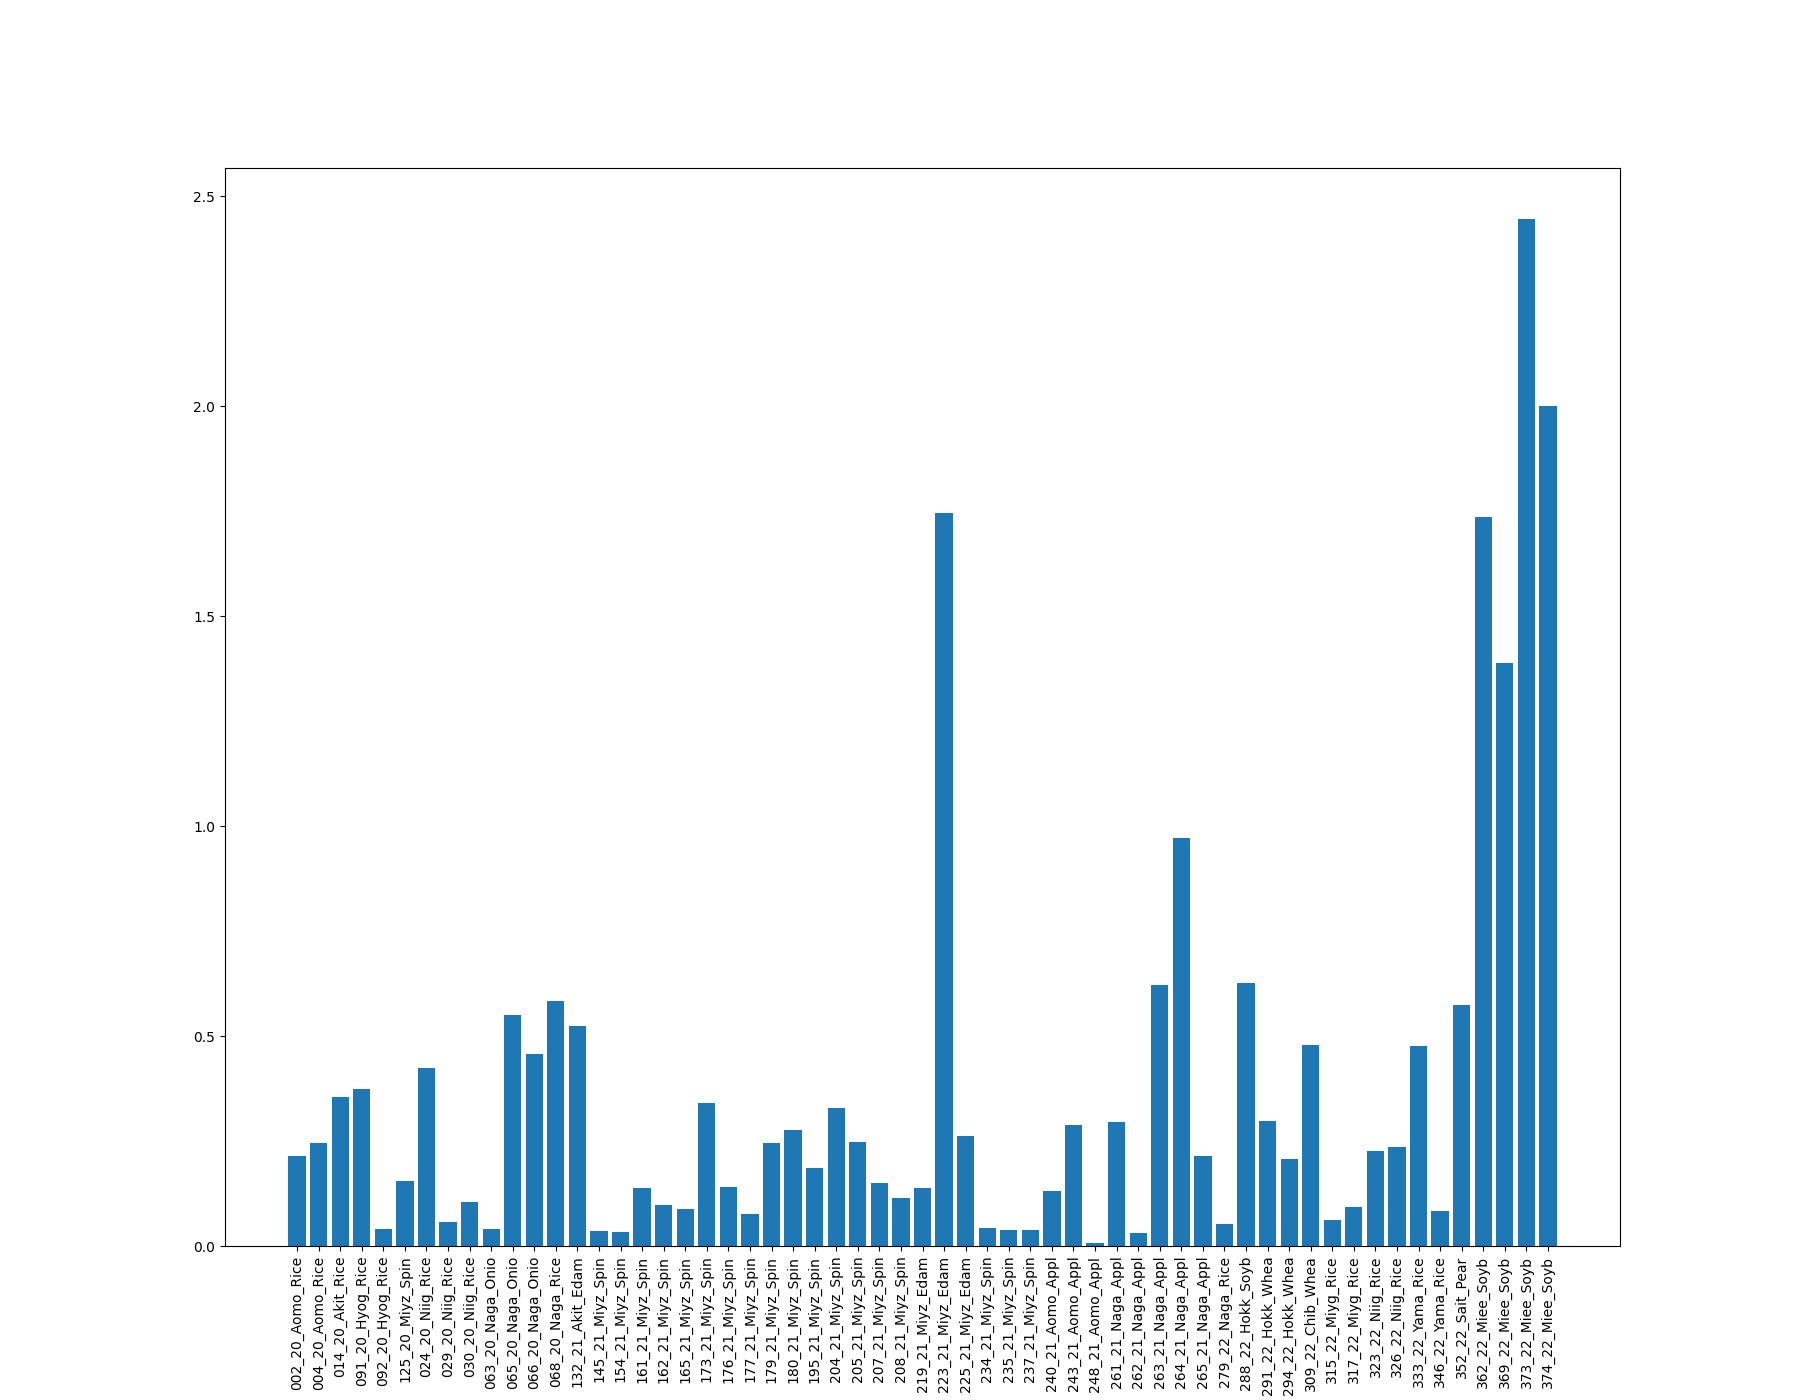 2.5
2.0
1.5
1.0
0.5
0.0
002_20_Aomo_Rice
004_20_Aomo_Rice
014_20_Akit_Rice
091_20_Hyog_Rice
092_20_Hyog_Rice
125_20_Miyz_Spin
024_20_Niig_Rice
029_20_Niig_Rice
030_20_Niig_Rice
063_20_Naga_Onio
065_20_Naga_Onio
066_20_Naga_Onio
068_20_Naga_Rice
132_21_Akit_Edam
145_21_Miyz_Spin
154_21_Miyz_Spin
161_21_Miyz_Spin
162_21_Miyz_Spin
165_21_Miyz_Spin
173_21_Miyz_Spin
176_21_Miyz_Spin
177_21_Miyz_Spin
179_21_Miyz_Spin
180_21_Miyz_Spin
195_21_Miyz_Spin
204_21_Miyz_Spin
205_21_Miyz_Spin
207_21_Miyz_Spin
208_21_Miyz_Spin
219_21_Miyz_Edam
223_21_Miyz_Edam
225_21_Miyz_Edam
234_21_Miyz_Spin
235_21_Miyz_Spin
237_21_Miyz_Spin
240_21_Aomo_Appl
243_21_Aomo_Appl
248_21_Aomo_Appl
261_21_Naga_Appl
262_21_Naga_Appl
263_21_Naga_Appl
264_21_Naga_Appl
265_21_Naga_Appl
279_22_Naga_Rice
288_22_Hokk_Soyb
291_22_Hokk_Whea
294_22_Hokk_Whea
309_22_Chib_Whea
315_22_Miyg_Rice
317_22_Miyg_Rice
323_22_Niig_Rice
326_22_Niig_Rice
333_22_Yama_Rice
346_22_Yama_Rice
352_22_Sait_Pear
362_22_Miee_Soyb
369_22_Miee_Soyb
373_22_Miee_Soyb
374_22_Miee_Soyb